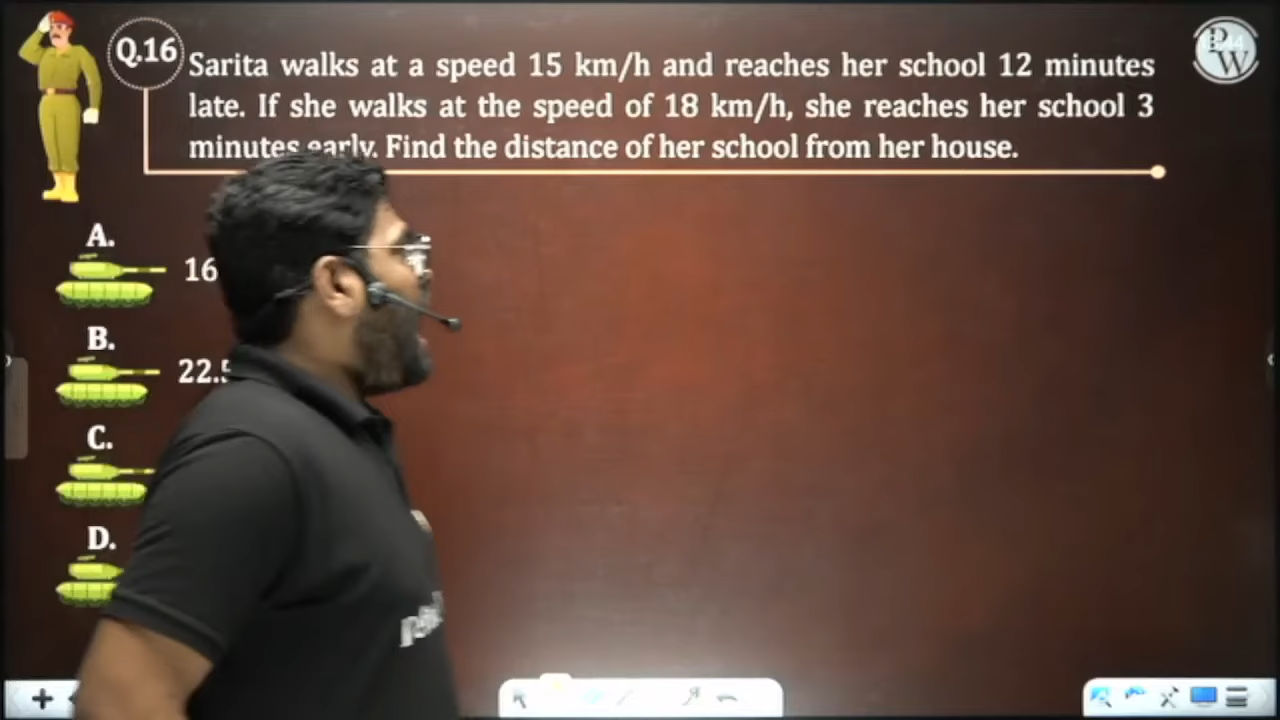 Q.16
Sarita walks at a speed 15 km/h and reaches her school 12 minutes
late. If she walks at the speed of 18 km/h, she reaches her school 3
minutes early. Find the distance of her school from her house.
A.
16
B.
22.5
C.
D.
P
W